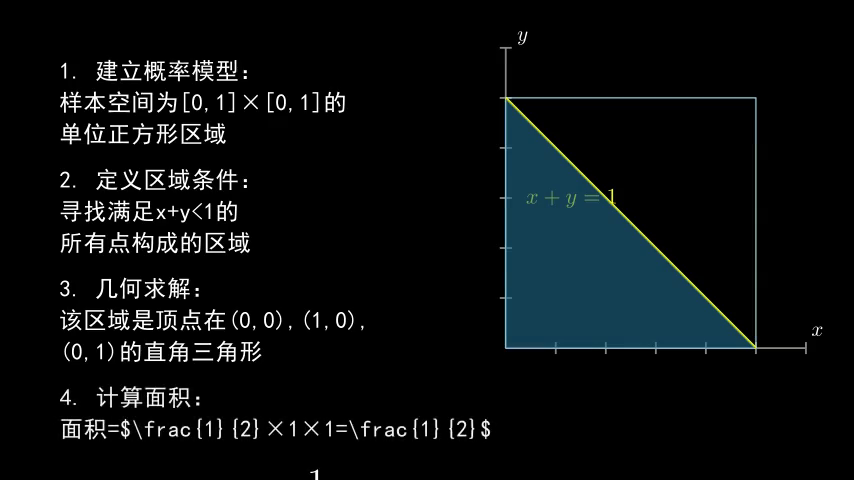 1. 建立概率模型:
样本空间为[0,1]×[0,1]的
单位正方形区域
2. 定义区域条件:
寻找满足x+y<1的
所有点构成的区域
3. 几何求解:
该区域是顶点在(0,0),(1,0),
(0,1)的直角三角形
4. 计算面积:
面积=$\frac{1}{2}×1×1=\frac{1}{2}$
1
y
x + y = 1
x